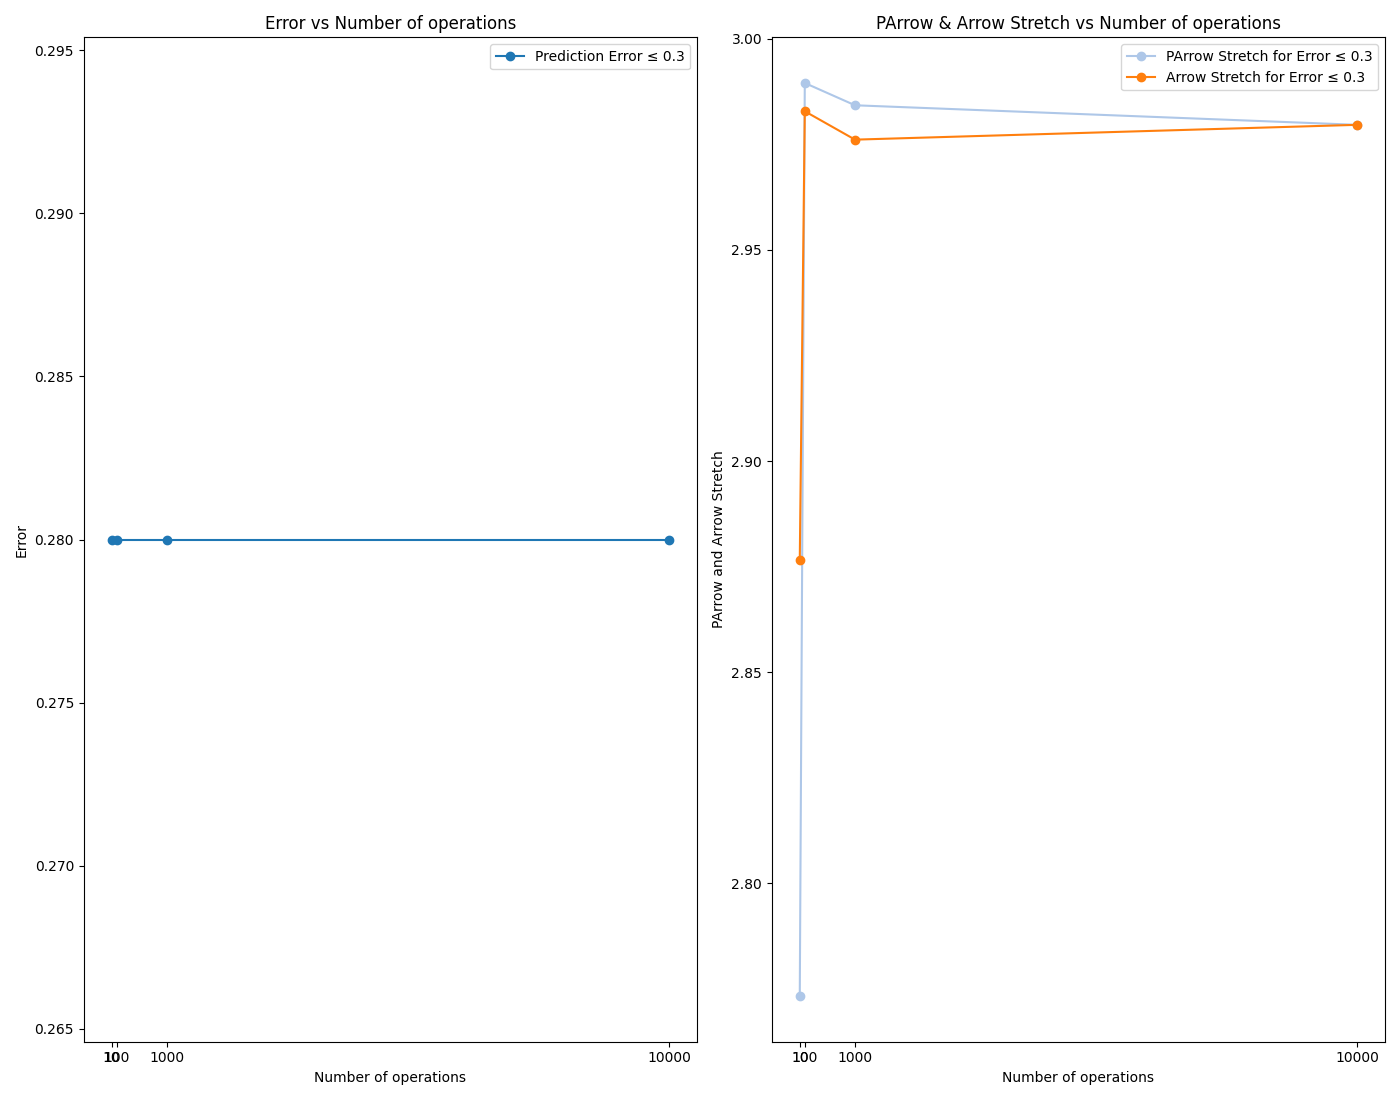 Error vs Number of operations
Prediction Error ≤ 0.3
0.295
0.290
0.285
0.280
0.275
0.270
0.265
Error
10
100
1000
10000
Number of operations
PArrow & Arrow Stretch vs Number of operations
PArrow Stretch for Error ≤ 0.3
Arrow Stretch for Error ≤ 0.3
3.00
2.95
2.90
2.85
2.80
PArrow and Arrow Stretch
10
100
1000
10000
Number of operations